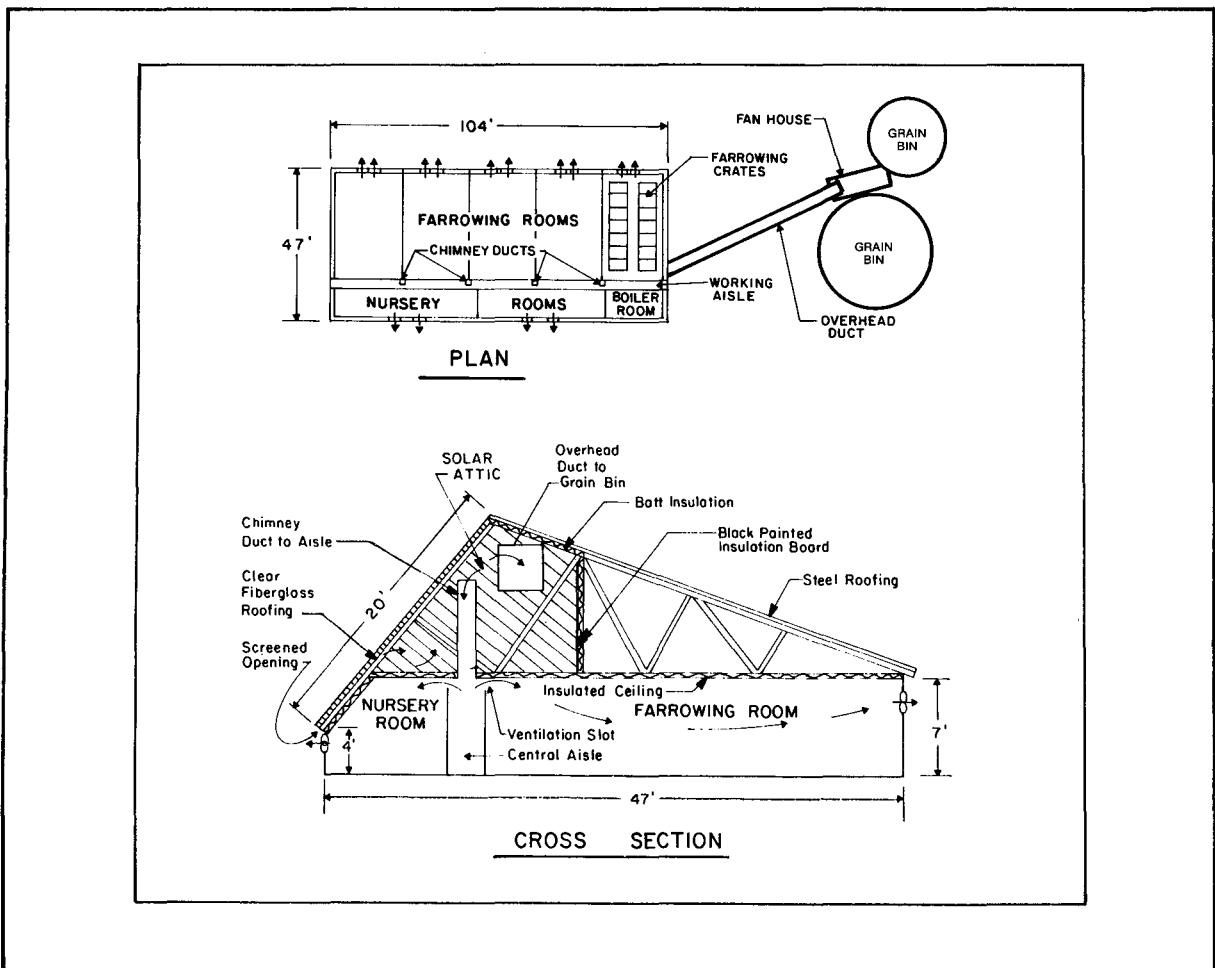 104'
FAN HOUSE
GRAIN
BIN
FARROWING
CRATES
47'
FARROWING ROOMS
CHIMNEY DUCTS
GRAIN
BIN
WORKING
AISLE
NURSERY ROOMS
BOILER
ROOM
OVERHEAD
DUCT
PLAN
SOLAR
ATTIC
Overhead
Duct to
Grain Bin
Batt Insulation
Chimney
Duct to Aisle
Black Painted
Insulation Board
Clear
Fiberglass
Roofing
Steel Roofing
20'
Screened
Opening
NURSERY
ROOM
Insulated Ceiling
FARROWING ROOM
Ventilation Slot
Central Aisle
4'
7'
47'
CROSS SECTION